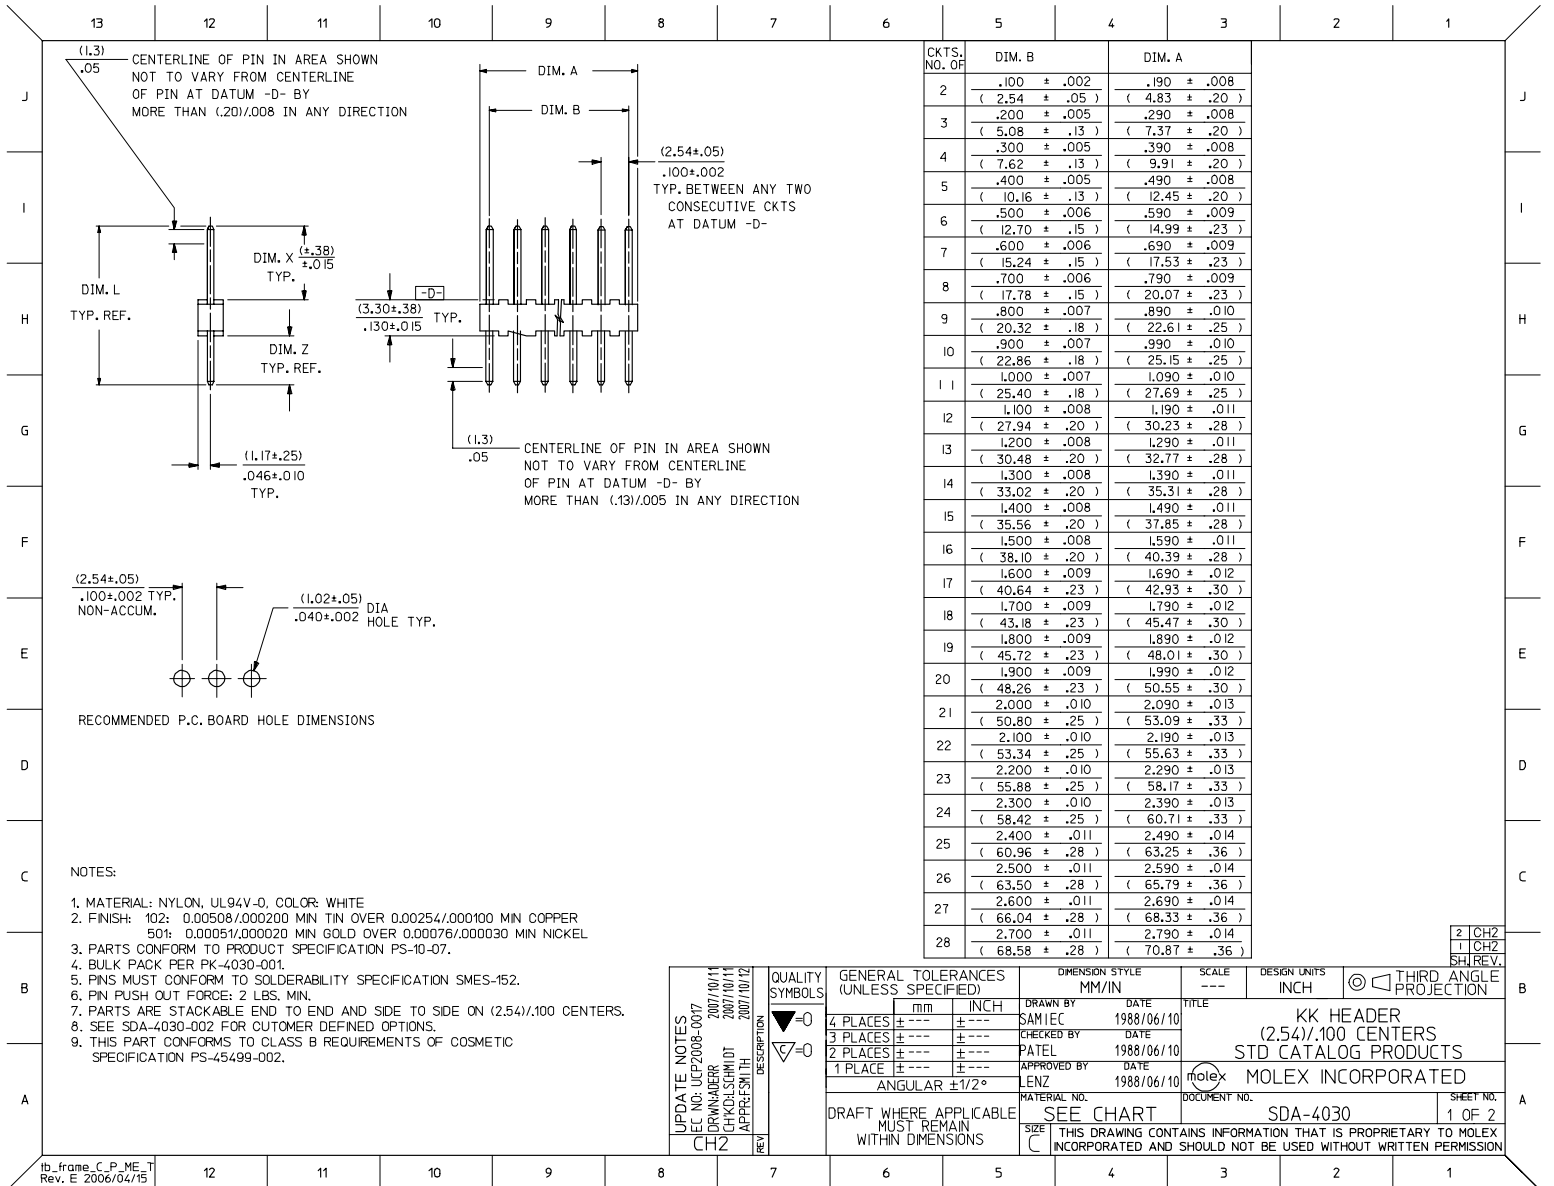 13 12 11 10 9 8 7 6 5 4 3 2 1
J
I
H
G
F
E
D
C
B
A
(1.3)
.05
CENTERLINE OF PIN IN AREA SHOWN
NOT TO VARY FROM CENTERLINE
OF PIN AT DATUM -D- BY
MORE THAN (.20)/.008 IN ANY DIRECTION
DIM. A
DIM. B
(2.54±.05)
.100±.002
TYP. BETWEEN ANY TWO
CONSECUTIVE CKTS
AT DATUM -D-
DIM. X (±.38)
±.015
TYP.
DIM. L
TYP. REF.
DIM. Z
TYP. REF.
-D-
(3.30±.38)
.130±.015
TYP.
(1.17±.25)
.046±.010
TYP.
(1.3)
.05
CENTERLINE OF PIN IN AREA SHOWN
NOT TO VARY FROM CENTERLINE
OF PIN AT DATUM -D- BY
MORE THAN (.13)/.005 IN ANY DIRECTION
(2.54±.05)
.100±.002 TYP.
NON-ACCUM.
(1.02±.05)
.040±.002
DIA
HOLE TYP.
RECOMMENDED P.C. BOARD HOLE DIMENSIONS
CKTS. NO. OF DIM. B DIM. A
2 .100 ± .002 .190 ± .008
( 2.54 ± .05 ) ( 4.83 ± .20 )
3 .200 ± .005 .290 ± .008
( 5.08 ± .13 ) ( 7.37 ± .20 )
4 .300 ± .005 .390 ± .008
( 7.62 ± .13 ) ( 9.91 ± .20 )
5 .400 ± .005 .490 ± .008
( 10.16 ± .13 ) ( 12.45 ± .20 )
6 .500 ± .006 .590 ± .009
( 12.70 ± .15 ) ( 14.99 ± .23 )
7 .600 ± .006 .690 ± .009
( 15.24 ± .15 ) ( 17.53 ± .23 )
8 .700 ± .006 .790 ± .009
( 17.78 ± .15 ) ( 20.07 ± .23 )
9 .800 ± .007 .890 ± .010
( 20.32 ± .18 ) ( 22.61 ± .25 )
10 .900 ± .007 .990 ± .010
( 22.86 ± .18 ) ( 25.15 ± .25 )
11 1.000 ± .007 1.090 ± .010
( 25.40 ± .18 ) ( 27.69 ± .25 )
12 1.100 ± .008 1.190 ± .011
( 27.94 ± .20 ) ( 30.23 ± .28 )
13 1.200 ± .008 1.290 ± .011
( 30.48 ± .20 ) ( 32.77 ± .28 )
14 1.300 ± .008 1.390 ± .011
( 33.02 ± .20 ) ( 35.31 ± .28 )
15 1.400 ± .008 1.490 ± .011
( 35.56 ± .20 ) ( 37.85 ± .28 )
16 1.500 ± .008 1.590 ± .011
( 38.10 ± .20 ) ( 40.39 ± .28 )
17 1.600 ± .009 1.690 ± .012
( 40.64 ± .23 ) ( 42.93 ± .30 )
18 1.700 ± .009 1.790 ± .012
( 43.18 ± .23 ) ( 45.47 ± .30 )
19 1.800 ± .009 1.890 ± .012
( 45.72 ± .23 ) ( 48.01 ± .30 )
20 1.900 ± .009 1.990 ± .012
( 48.26 ± .23 ) ( 50.55 ± .30 )
21 2.000 ± .010 2.090 ± .013
( 50.80 ± .25 ) ( 53.09 ± .33 )
22 2.100 ± .010 2.190 ± .013
( 53.34 ± .25 ) ( 55.63 ± .33 )
23 2.200 ± .010 2.290 ± .013
( 55.88 ± .25 ) ( 58.17 ± .33 )
24 2.300 ± .010 2.390 ± .013
( 58.42 ± .25 ) ( 60.71 ± .33 )
25 2.400 ± .011 2.490 ± .014
( 60.96 ± .28 ) ( 63.25 ± .36 )
26 2.500 ± .011 2.590 ± .014
( 63.50 ± .28 ) ( 65.79 ± .36 )
27 2.600 ± .011 2.690 ± .014
( 66.04 ± .28 ) ( 68.33 ± .36 )
28 2.700 ± .011 2.790 ± .014
( 68.58 ± .28 ) ( 70.87 ± .36 )
NOTES:
1. MATERIAL: NYLON, UL94V-0, COLOR: WHITE
2. FINISH: 102: 0.00508/.000200 MIN TIN OVER 0.00254/.000100 MIN COPPER
501: 0.00051/.000020 MIN GOLD OVER 0.00076/.000030 MIN NICKEL
3. PARTS CONFORM TO PRODUCT SPECIFICATION PS-10-07.
4. BULK PACK PER PK-4030-001.
5. PINS MUST CONFORM TO SOLDERABILITY SPECIFICATION SMES-152.
6. PIN PUSH OUT FORCE: 2 LBS. MIN.
7. PARTS ARE STACKABLE END TO END AND SIDE TO SIDE ON (2.54)/.100 CENTERS.
8. SEE SDA-4030-002 FOR CUTOMER DEFINED OPTIONS.
9. THIS PART CONFORMS TO CLASS B REQUIREMENTS OF COSMETIC
SPECIFICATION PS-45499-002.
2 CH2
1 CH2
SH. REV.
UPDATE NOTES
EC NO: UCP2008-0017
DRWN:ADERR 2007/10/11
CH'KD:LSCHMIDT 2007/10/11
APPR:FSMITH 2007/10/12
CH2
DESCRIPTION
REV
QUALITY
SYMBOLS
=0
C =0
GENERAL TOLERANCES
(UNLESS SPECIFIED)
mm INCH
4 PLACES ±--- ±---
3 PLACES ±--- ±---
2 PLACES ±--- ±---
1 PLACE ±--- ±---
ANGULAR ±1/2°
DRAFT WHERE APPLICABLE
MUST REMAIN
WITHIN DIMENSIONS
DIMENSION STYLE
MM/IN
SCALE
---
DESIGN UNITS
INCH
THIRD ANGLE
PROJECTION
DRAWN BY DATE
SAMIEC 1988/06/10
CHECKED BY DATE
PATEL 1988/06/10
APPROVED BY DATE
LENZ 1988/06/10
TITLE
KK HEADER
(2.54)/.100 CENTERS
STD CATALOG PRODUCTS
molex MOLEX INCORPORATED
MATERIAL NO.
SEE CHART
DOCUMENT NO.
SDA-4030
SHEET NO.
1 OF 2
SIZE
C
THIS DRAWING CONTAINS INFORMATION THAT IS PROPRIETARY TO MOLEX
INCORPORATED AND SHOULD NOT BE USED WITHOUT WRITTEN PERMISSION
J
I
H
G
F
E
D
C
B
A
tb_frame_C_P_ME_T
Rev. E 2006/04/15
12 11 10 9 8 7 6 5 4 3 2 1